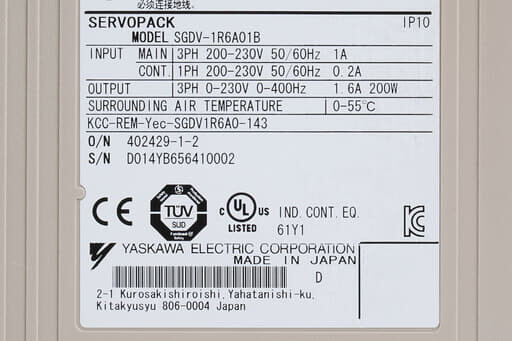 必须连接地线.
SERVOPACK IP10
MODEL SGDV-1R6A01B
INPUT MAIN 3PH 200-230V 50/60Hz 1A
CONT. 1PH 200-230V 50/60Hz 0.2A
OUTPUT 3PH 0-230V 0-400Hz 1.6A 200W
SURROUNDING AIR TEMPERATURE 0-55℃
KCC-REM-Yec-SGDV1R6A0-143
O/N 402429-1-2
S/N D014YB656410002
CE
TÜV
SÜD
C UL US
LISTED
IND. CONT. EQ.
61Y1
YASKAWA ELECTRIC CORPORATION
MADE IN JAPAN
D
2-1 Kurosakishiroishi, Yahatanishi-ku,
Kitakyusyu 806-0004 Japan